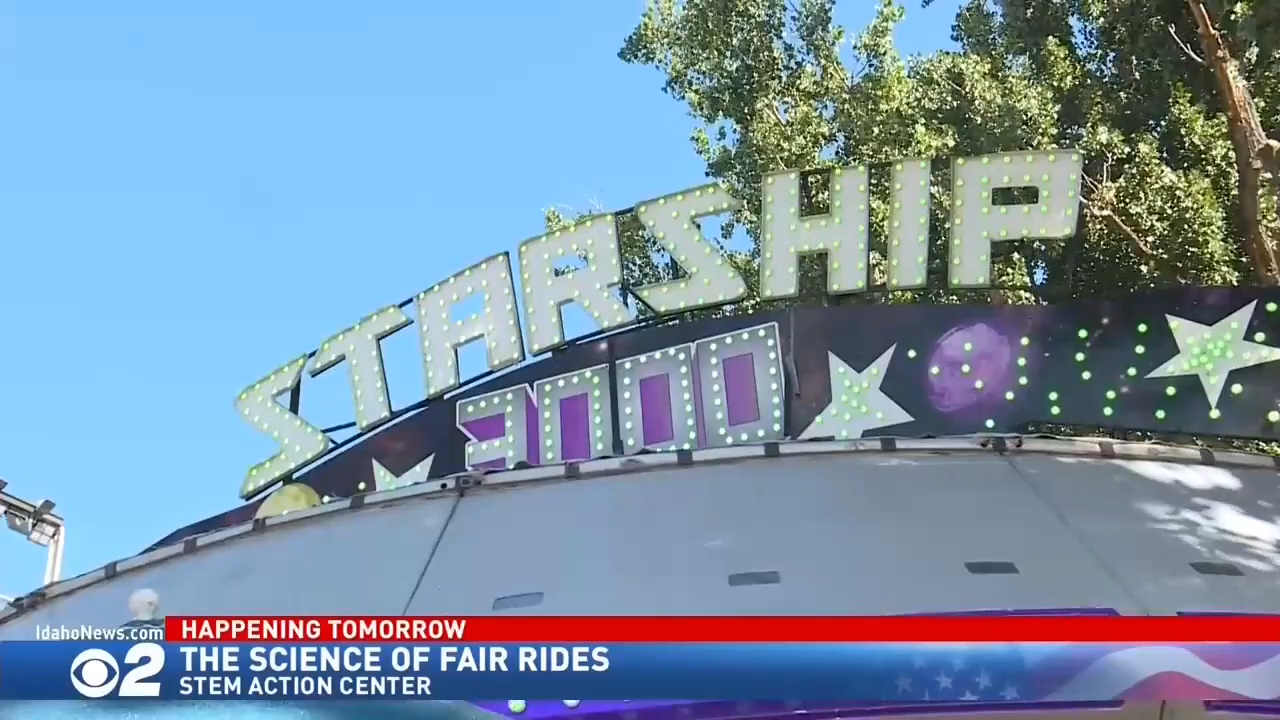 STARSHIP
3000
IdahoNews.com
HAPPENING TOMORROW
2
THE SCIENCE OF FAIR RIDES
STEM ACTION CENTER